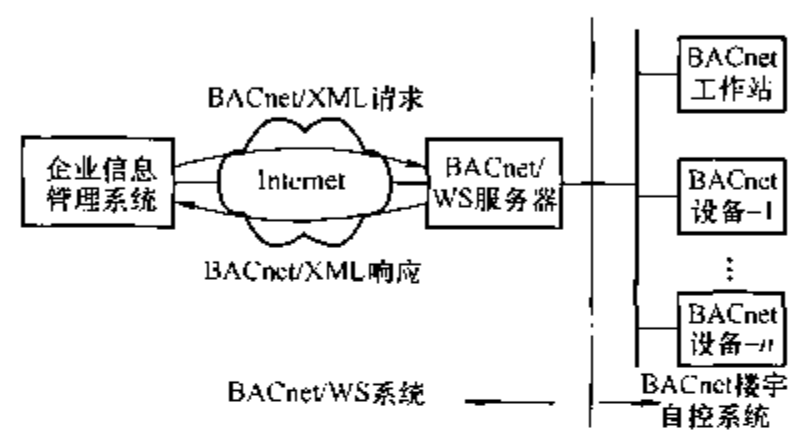 BACnet/XML请求
企业信息
管理系统
Internet
BACnet/
WS服务器
BACnet/XML响应
BACnet
工作站
BACnet
设备-1
⋮
BACnet
设备-n
BACnet/WS系统
BACnet楼宇
自控系统